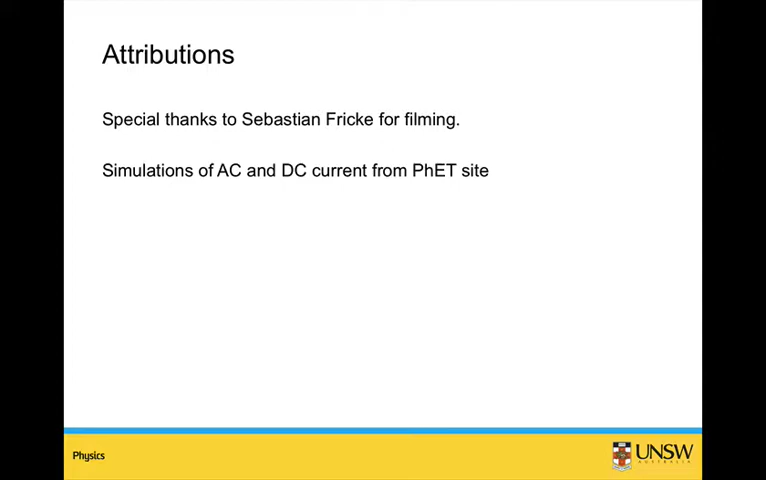 Attributions
Special thanks to Sebastian Fricke for filming.
Simulations of AC and DC current from PhET site
Physics
UNSW
AUSTRALIA